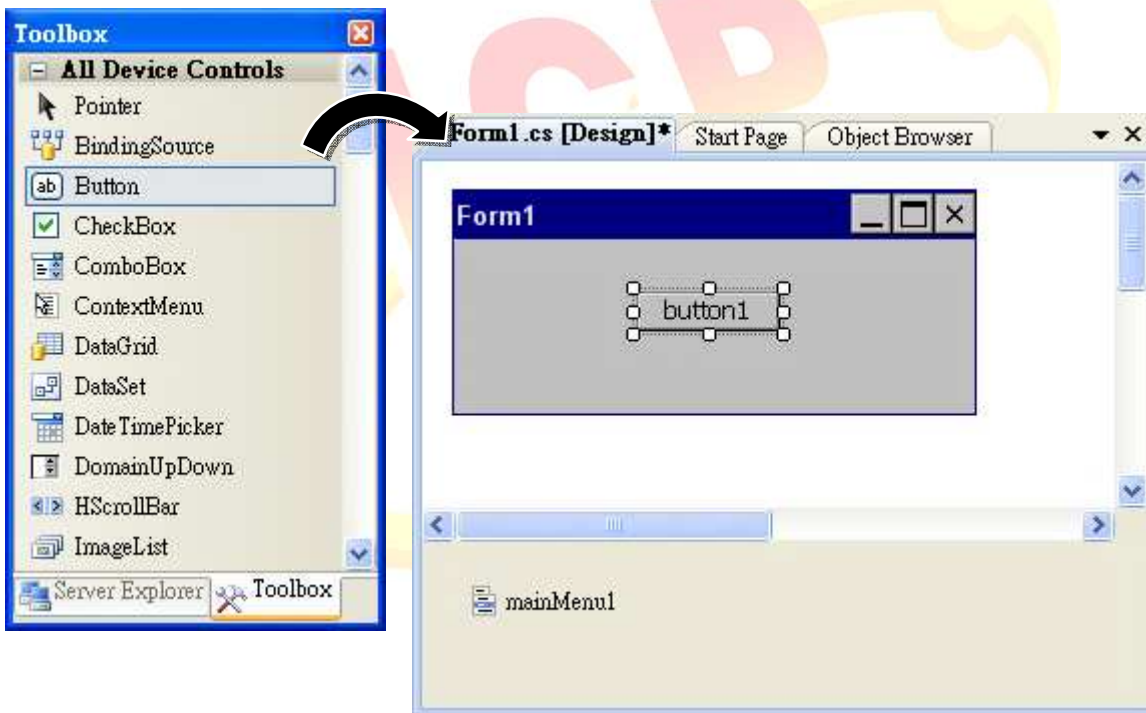 Toolbox
All Device Controls
Pointer
BindingSource
ab Button
CheckBox
ComboBox
ContextMenu
DataGrid
DataSet
DateTimePicker
DomainUpDown
HScrollBar
ImageList
Server Explorer Toolbox
Form1.cs [Design]* Start Page Object Browser
Form1
button1
mainMenu1